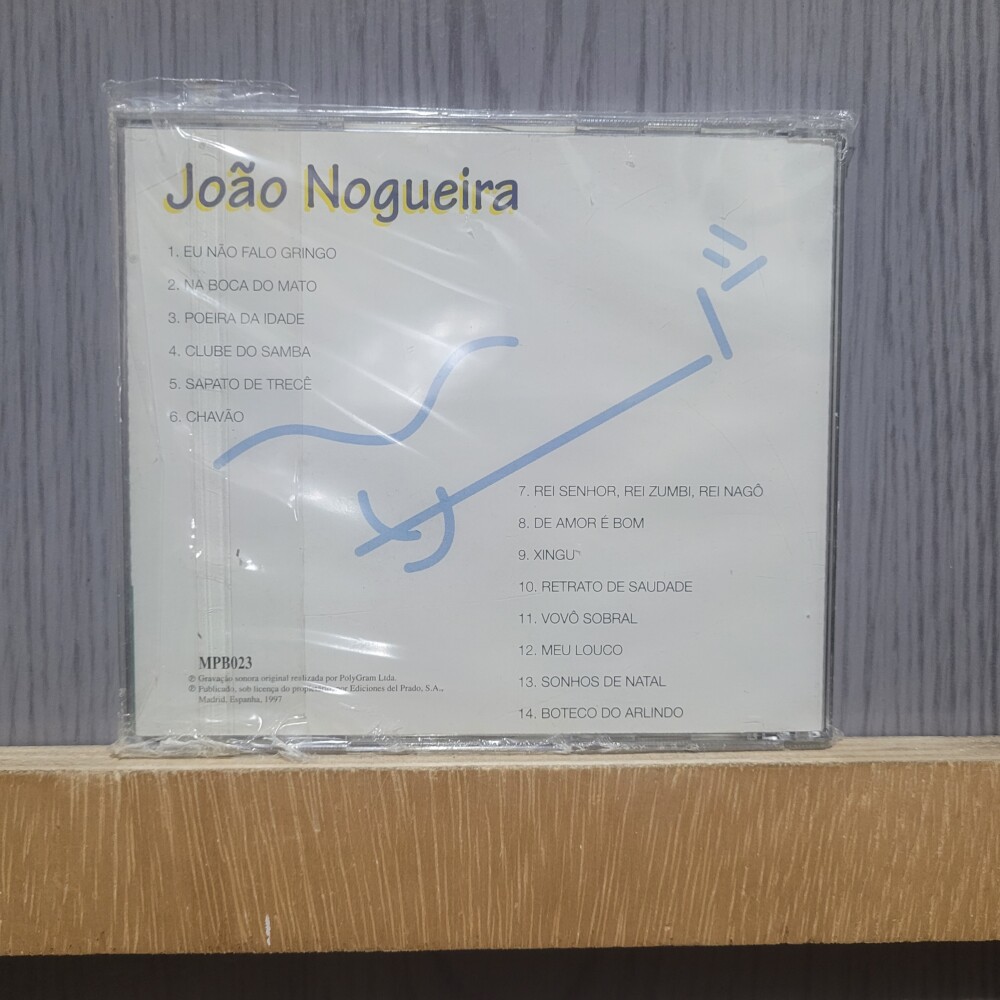 João Nogueira
1. EU NÃO FALO GRINGO
2. NA BOCA DO MATO
3. POEIRA DA IDADE
4. CLUBE DO SAMBA
5. SAPATO DE TRECÊ
6. CHAVÃO
7. REI SENHOR, REI ZUMBI, REI NAGÔ
8. DE AMOR É BOM
9. XINGU
10. RETRATO DE SAUDADE
11. VOVÔ SOBRAL
12. MEU LOUCO
13. SONHOS DE NATAL
14. BOTECO DO ARLINDO
MPB023
℗ Gravação sonora original realizada por PolyGram Ltda.
℗ Publicado, sob licença do proprietário por Ediciones del Prado, S.A.,
Madrid, Espanha, 1997